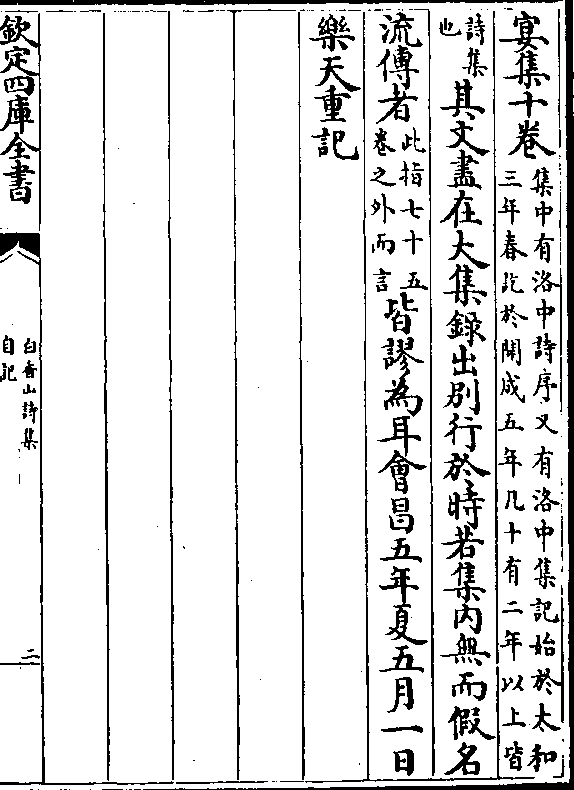 宴集十卷集中有洛中詩序又有洛中集記始於太和三年春訖於開成五年凡十有二年以上皆
詩集也其文盡在大集錄出別行於時若集内無而假名
流傳者此指七十五卷之外而言皆謬為耳會昌五年夏五月一日
樂天重記
欽定四庫全書
白香山詩集
自記
二